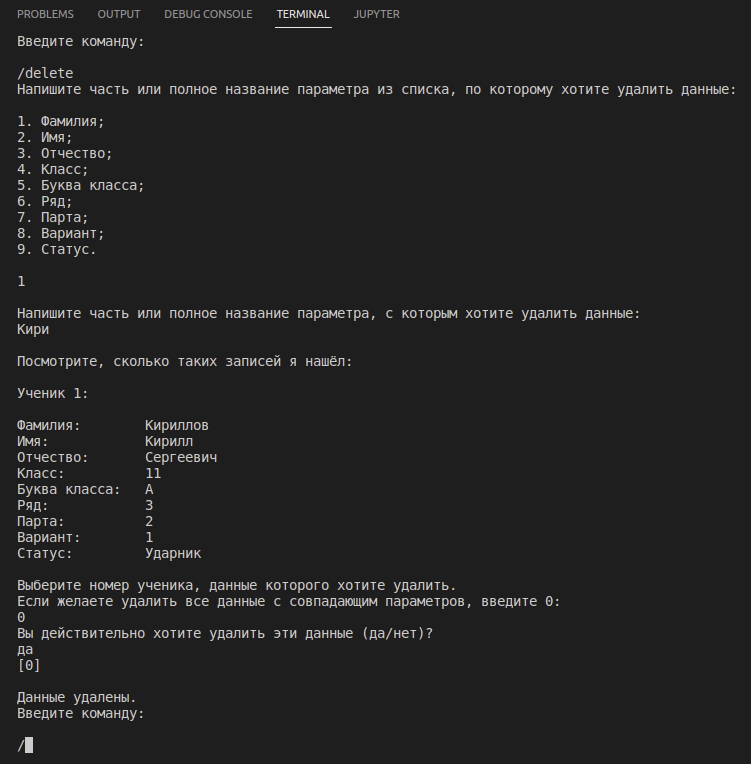 PROBLEMS OUTPUT DEBUG CONSOLE TERMINAL JUPYTER
Введите команду:
/delete
Напишите часть или полное название параметра из списка, по которому хотите удалить данные:
1. Фамилия;
2. Имя;
3. Отчество;
4. Класс;
5. Буква класса;
6. Ряд;
7. Парта;
8. Вариант;
9. Статус.
1
Напишите часть или полное название параметра, с которым хотите удалить данные:
Кири
Посмотрите, сколько таких записей я нашёл:
Ученик 1:
Фамилия: Кириллов
Имя: Кирилл
Отчество: Сергеевич
Класс: 11
Буква класса: А
Ряд: 3
Парта: 2
Вариант: 1
Статус: Ударник
Выберите номер ученика, данные которого хотите удалить.
Если желаете удалить все данные с совпадающим параметров, введите 0:
0
Вы действительно хотите удалить эти данные (да/нет)?
да
[0]
Данные удалены.
Введите команду:
/